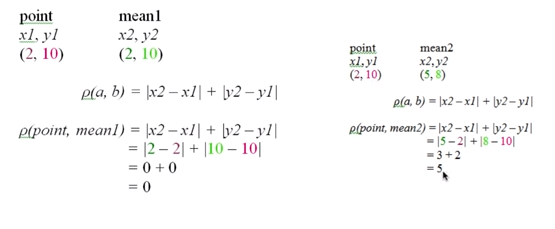 point mean1
x1, y1 x2, y2
(2, 10) (2, 10)
ρ(a, b) = |x2 – x1| + |y2 – y1|
ρ(point, mean1) = |x2 – x1| + |y2 – y1|
= |2 – 2| + |10 – 10|
= 0 + 0
= 0
point mean2
x1, y1 x2, y2
(2, 10) (5, 8)
ρ(a, b) = |x2 – x1| + |y2 – y1|
ρ(point, mean2) = |x2 – x1| + |y2 – y1|
= |5 – 2| + |8 – 10|
= 3 + 2
= 5